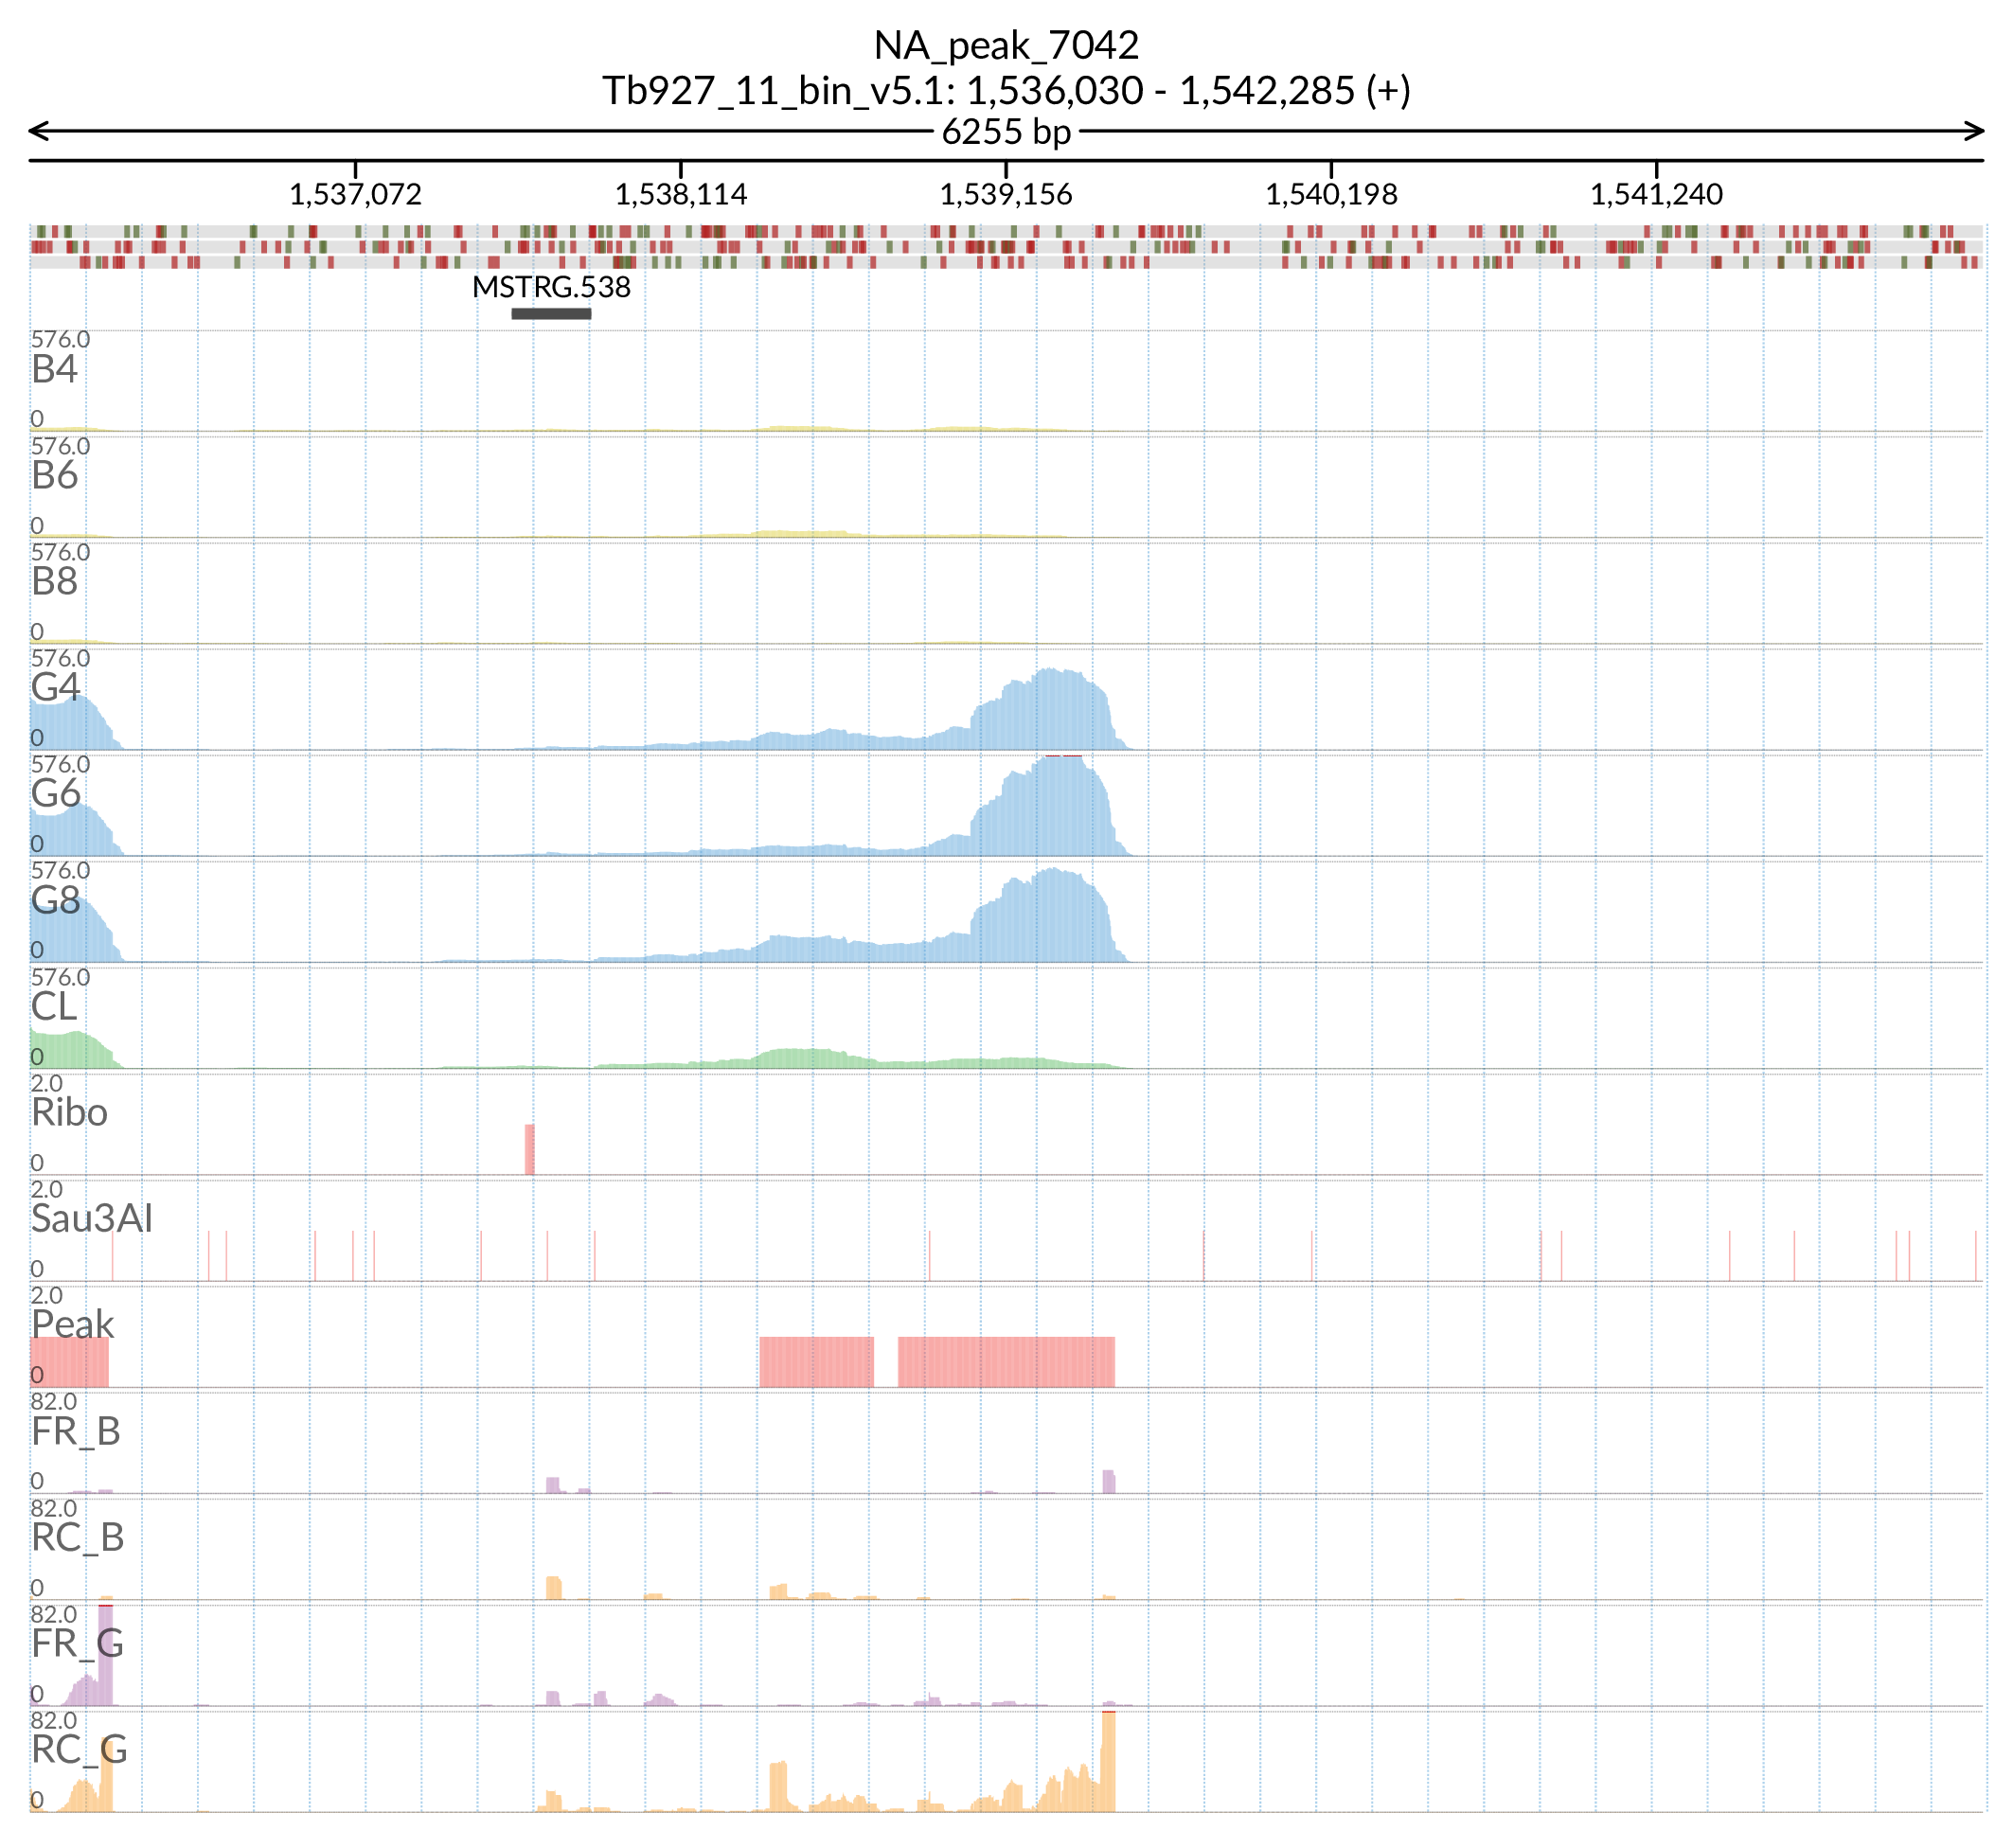 NA_peak_7042
Tb927_11_bin_v5.1: 1,536,030 - 1,542,285 (+)
6255 bp
1,537,072 1,538,114 1,539,156 1,540,198 1,541,240
MSTRG.538
576.0
B4
0
576.0
B6
0
576.0
B8
0
576.0
G4
0
576.0
G6
0
576.0
G8
0
576.0
CL
0
2.0
Ribo
0
2.0
Sau3AI
0
2.0
Peak
0
82.0
FR_B
0
82.0
RC_B
0
82.0
FR_G
0
82.0
RC_G
0